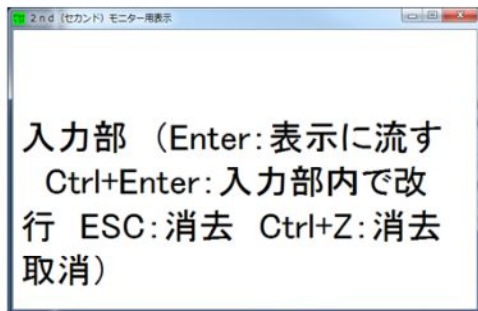 2nd（セカンド）モニター用表示
入力部　（Enter：表示に流す
Ctrl+Enter：入力部内で改
行　ESC：消去　Ctrl+Z：消去
取消）